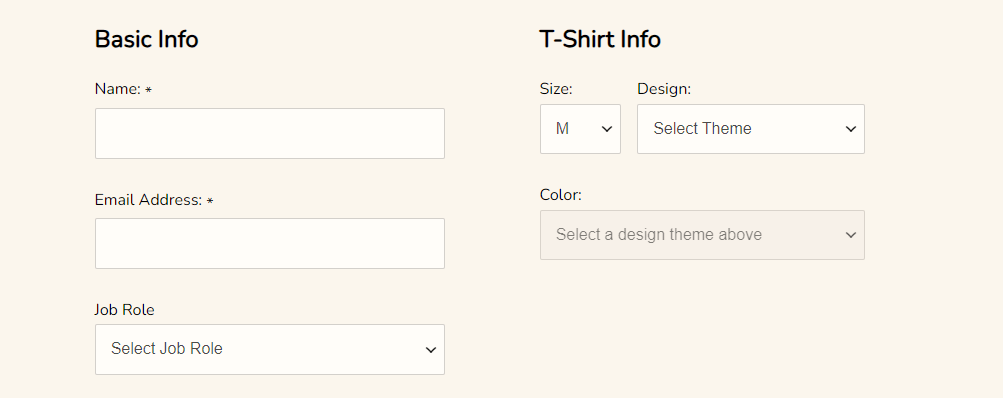 Basic Info
Name: *
Email Address: *
Job Role
Select Job Role
T-Shirt Info
Size:
Design:
M
Select Theme
Color:
Select a design theme above